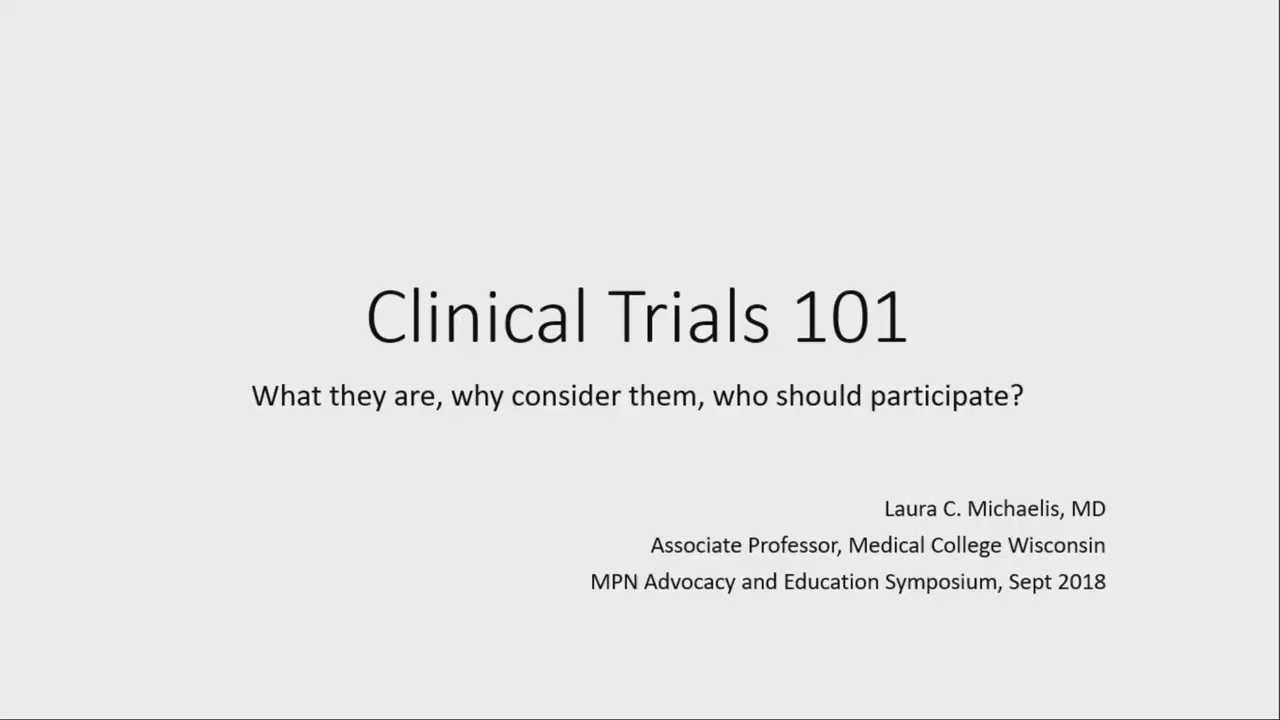 Clinical Trials 101
What they are, why consider them, who should participate?
Laura C. Michaelis, MD
Associate Professor, Medical College Wisconsin
MPN Advocacy and Education Symposium, Sept 2018